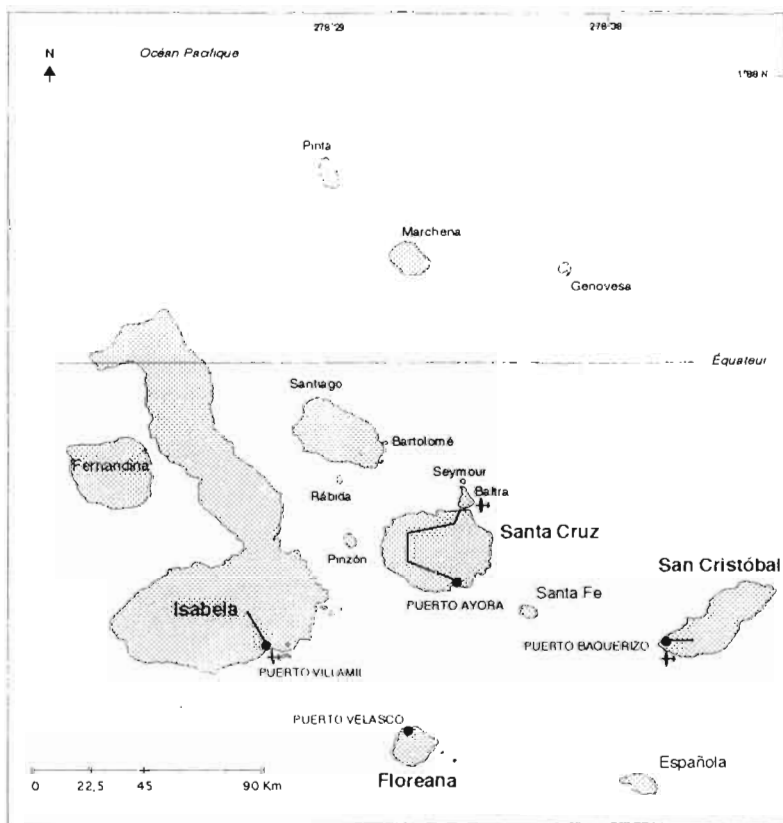 278°29
278°38
N
Océan Pacifique
1°88 N
Pinta
Marchena
Genovesa
Équateur
Santiago
Bartolomé
Fernandina
Seymour
Rábida
Baltra
Santa Cruz
Pinzón
San Cristóbal
Santa Fe
PUERTO AYORA
Isabela
PUERTO BAQUERIZO
PUERTO VILLAMIL
PUERTO VELASCO
Española
Floreana
0 22,5 45 90 Km